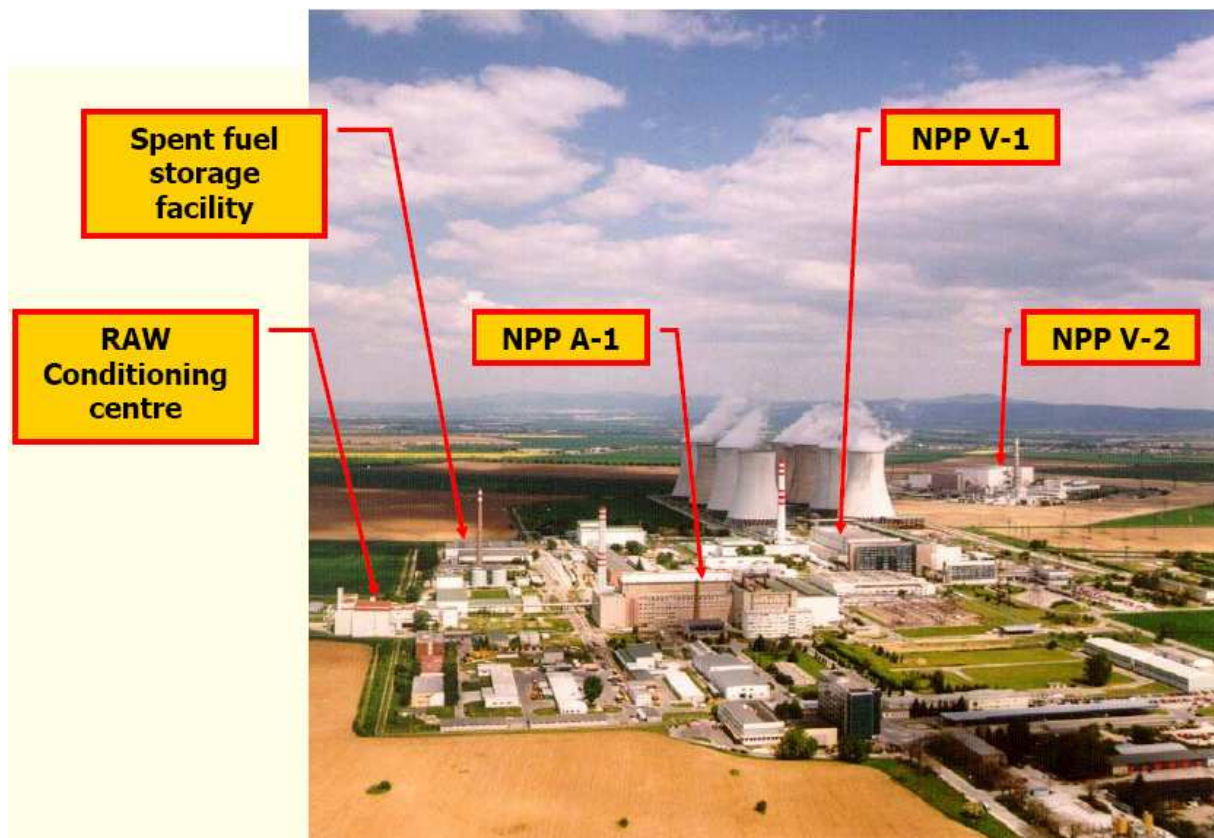 Spent fuel
storage
facility
NPP V-1
RAW
Conditioning
centre
NPP A-1
NPP V-2